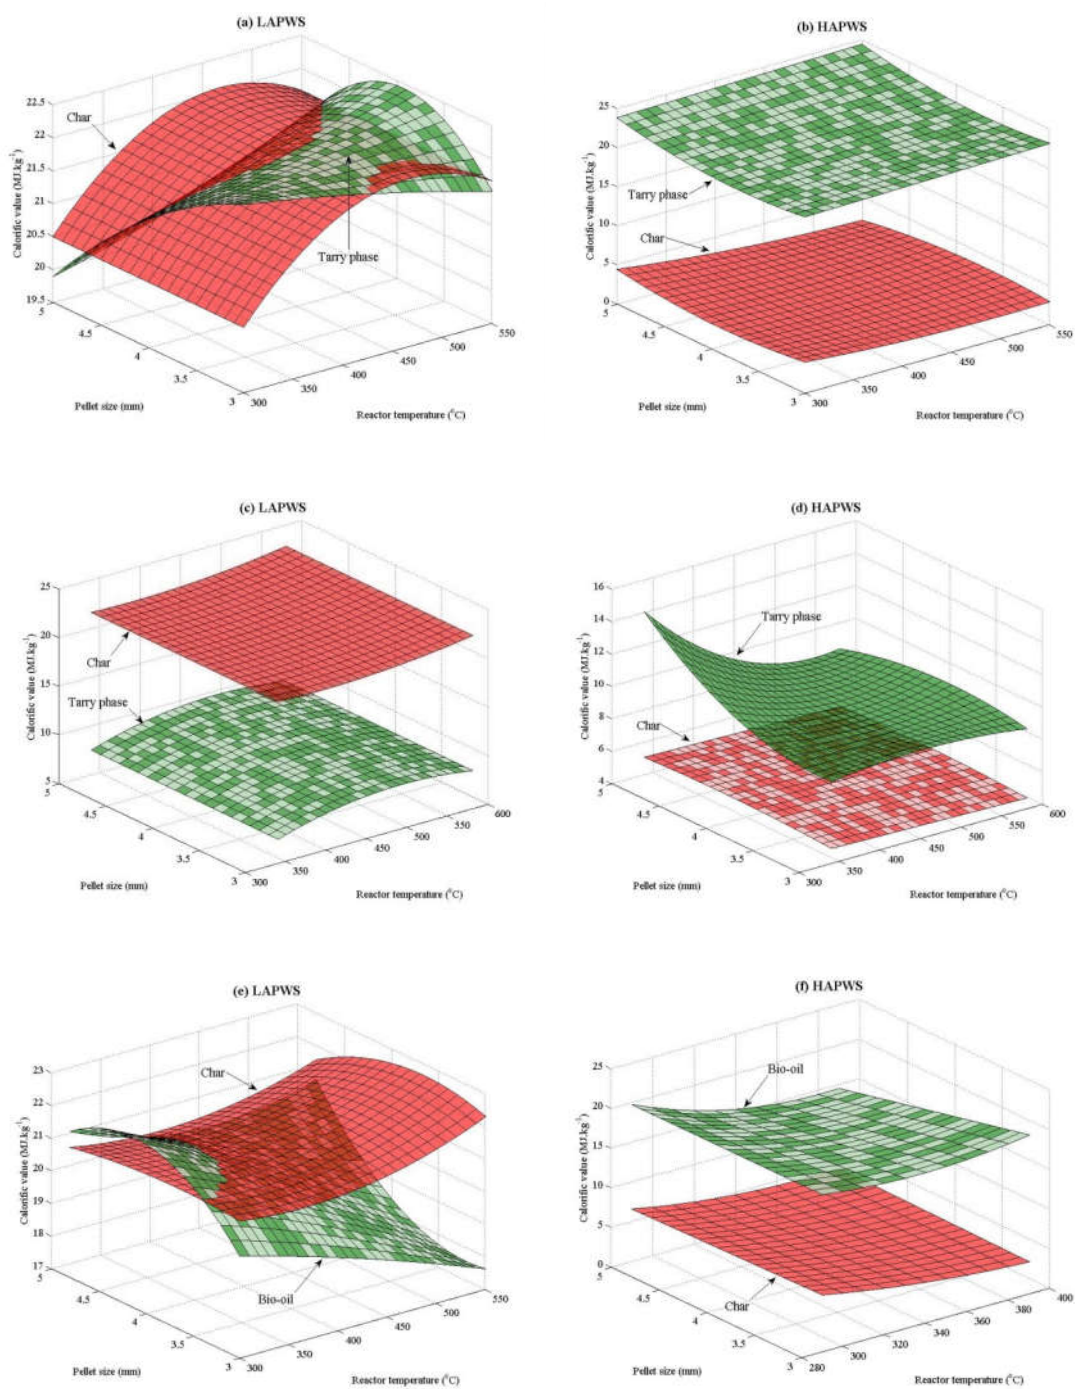 (a) LAPWS
Char
Tarry phase
Calorific value (MJ.kg-1)
22.5
22
21.5
21
20.5
20
19.5
5
4.5
4
3.5
3
300
350
400
450
500
550
Pellet size (mm)
Reactor temperature (0C)
(b) HAPWS
Tarry phase
Char
Calorific value (MJ.kg-1)
25
20
15
10
5
0
5
4.5
4
3.5
3
300
350
400
450
500
550
Pellet size (mm)
Reactor temperature (0C)
(c) LAPWS
Char
Tarry phase
Calorific value (MJ.kg-1)
25
20
15
10
5
5
4.5
4
3.5
3
300
350
400
450
500
550
600
Pellet size (mm)
Reactor temperature (0C)
(d) HAPWS
Tarry phase
Char
Calorific value (MJ.kg-1)
16
14
12
10
8
6
4
5
4.5
4
3.5
3
300
350
400
450
500
550
600
Pellet size (mm)
Reactor temperature (0C)
(e) LAPWS
Char
Bio-oil
Calorific value (MJ.kg-1)
23
22
21
20
19
18
17
5
4.5
4
3.5
3
300
350
400
450
500
550
Pellet size (mm)
Reactor temperature (0C)
(f) HAPWS
Bio-oil
Char
Calorific value (MJ.kg-1)
25
20
15
10
5
0
5
4.5
4
3.5
3
280
300
320
340
360
380
400
Pellet size (mm)
Reactor temperature (0C)